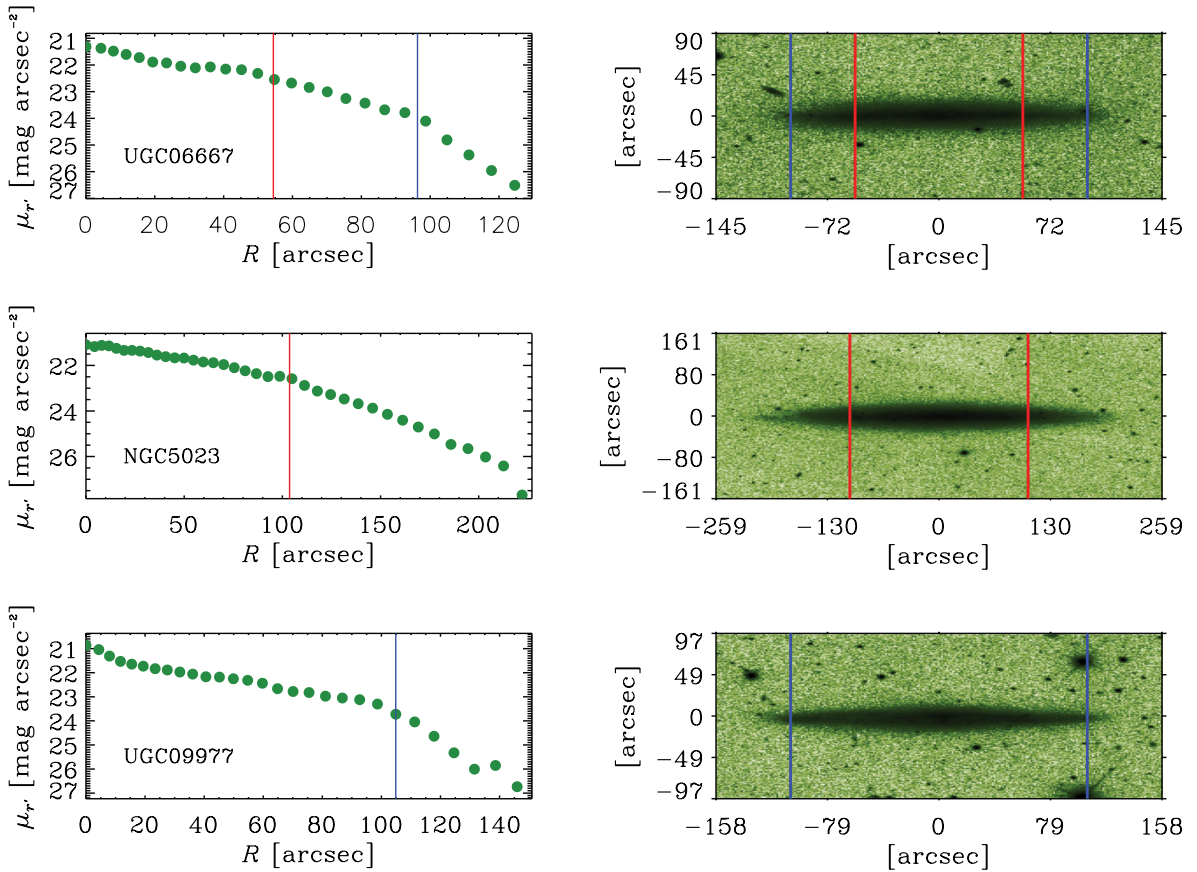 21
22
23
24
25
26
27
μr′ [mag arcsec⁻²]
UGC06667
0 20 40 60 80 100 120
R [arcsec]
90
45
0
−45
−90
[arcsec]
−145 −72 0 72 145
[arcsec]
22
24
26
μr′ [mag arcsec⁻²]
NGC5023
0 50 100 150 200
R [arcsec]
161
80
0
−80
−161
[arcsec]
−259 −130 0 130 259
[arcsec]
21
22
23
24
25
26
27
μr′ [mag arcsec⁻²]
UGC09977
0 20 40 60 80 100 120 140
R [arcsec]
97
49
0
−49
−97
[arcsec]
−158 −79 0 79 158
[arcsec]